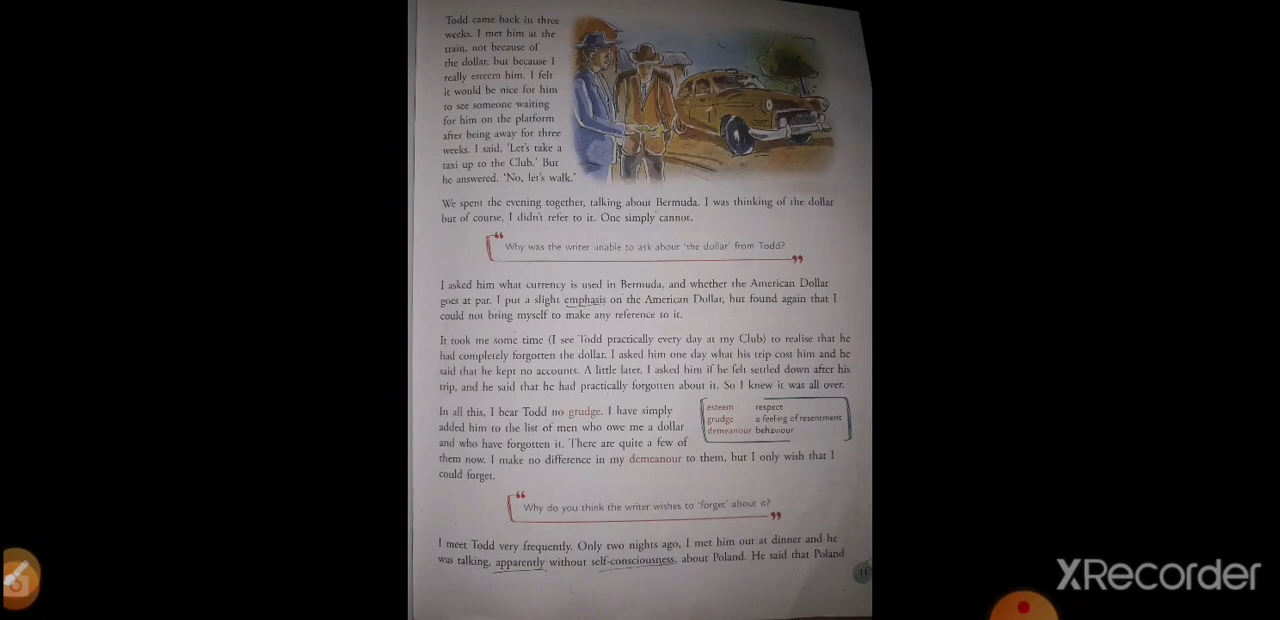 Todd came back in three
weeks. I met him at the
train, not because of
the dollar, but because I
really esteem him. I felt
it would be nice for him
to see someone waiting
for him on the platform
after being away for three
weeks. I said, 'Let's take a
taxi up to the Club.' But
he answered. 'No, let's walk.'
We spent the evening together, talking about Bermuda. I was thinking of the dollar
but of course, I didn't refer to it. One simply cannot.
" Why was the writer unable to ask about 'the dollar' from Todd? "
I asked him what currency is used in Bermuda, and whether the American Dollar
goes at par. I put a slight emphasis on the American Dollar, but found again that I
could not bring myself to make any reference to it.
It took me some time (I see Todd practically every day at my Club) to realise that he
had completely forgotten the dollar. I asked him one day what his trip cost him and he
said that he kept no accounts. A little later, I asked him if he felt settled down after his
trip, and he said that he had practically forgotten about it. So I knew it was all over.
In all this, I bear Todd no grudge. I have simply
added him to the list of men who owe me a dollar
and who have forgotten it. There are quite a few of
them now. I make no difference in my demeanour to them, but I only wish that I
could forget.
esteem respect
grudge a feeling of resentment
demeanour behaviour
" Why do you think the writer wishes to 'forget' about it? "
I meet Todd very frequently. Only two nights ago, I met him out at dinner and he
was talking, apparently without self-consciousness, about Poland. He said that Poland
11
XRecorder